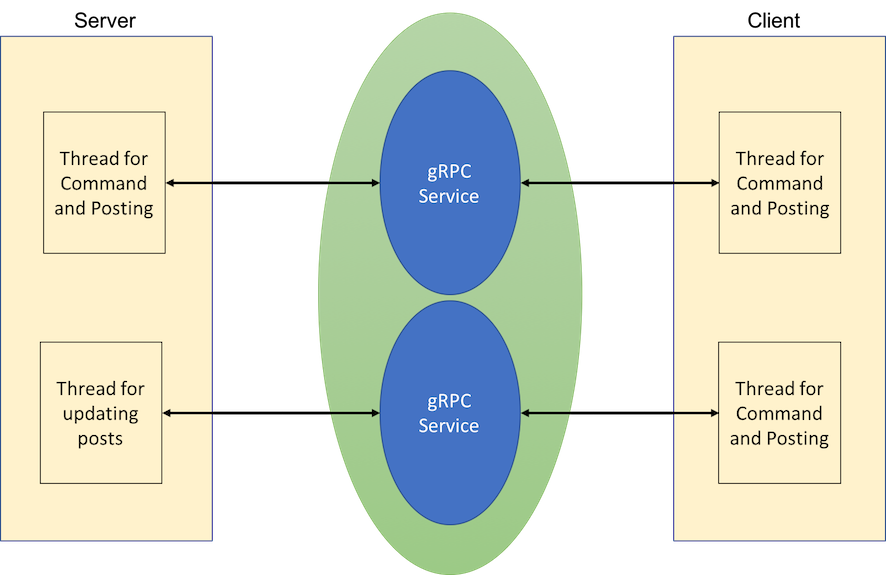 Server
Client
Thread for
Command
and Posting
gRPC
Service
Thread for
Command
and Posting
Thread for
updating
posts
gRPC
Service
Thread for
Command
and Posting